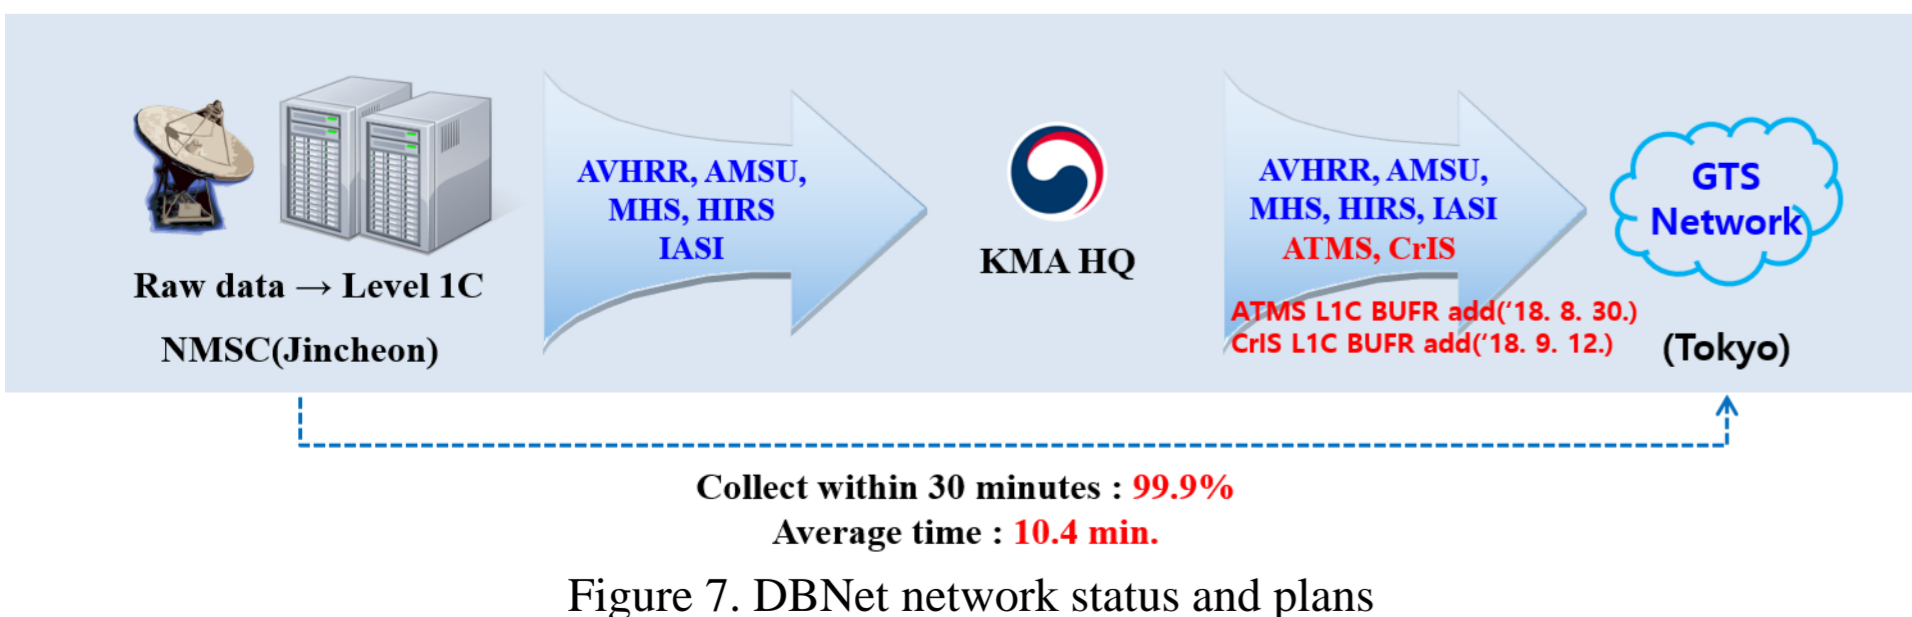 AVHRR, AMSU,
MHS, HIRS
IASI
AVHRR, AMSU,
MHS, HIRS, IASI
ATMS, CrIS
GTS
Network
KMA HQ
Raw data → Level 1C
NMSC(Jincheon)
ATMS L1C BUFR add(‘18. 8. 30.)
CrIS L1C BUFR add(‘18. 9. 12.)
(Tokyo)
Collect within 30 minutes : 99.9%
Average time : 10.4 min.
Figure 7. DBNet network status and plans